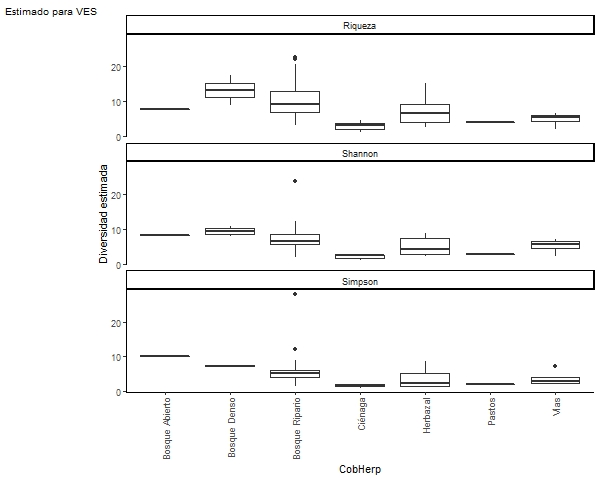 Estimado para VES
Riqueza
20
10
0
Shannon
20
10
0
Simpson
20
10
0
Diversidad estimada
Bosque Abierto
Bosque Denso
Bosque Ripario
Ciénaga
Herbazal
Pastos
Vías
CobHerp